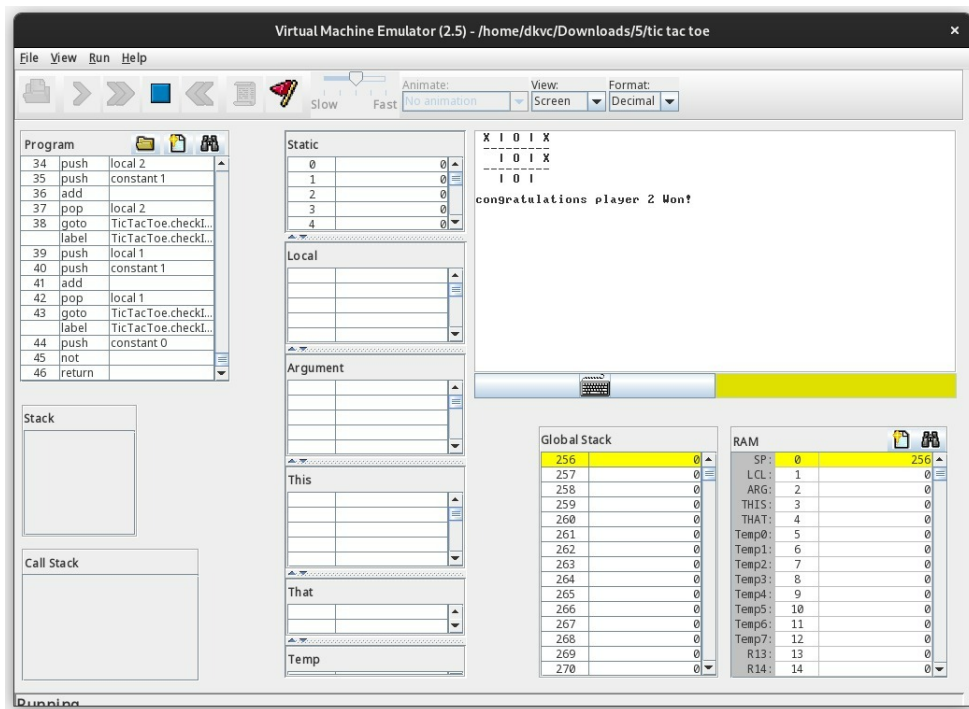 Virtual Machine Emulator (2.5) - /home/dkvc/Downloads/5/tic tac toe
×
File View Run Help
Slow Fast
Animate:
No animation
View:
Screen
Format:
Decimal
Program
34 push local 2
35 push constant 1
36 add
37 pop local 2
38 goto TicTacToe.checkI...
label TicTacToe.checkI...
39 push local 1
40 push constant 1
41 add
42 pop local 1
43 goto TicTacToe.checkI...
label TicTacToe.checkI...
44 push constant 0
45 not
46 return
Stack
Call Stack
Static
0 0
1 0
2 0
3 0
4 0
Local
Argument
This
That
Temp
X | O | X
---------
| O | X
---------
| O |
congratulations player 2 Won!
Global Stack
256 0
257 0
258 0
259 0
260 0
261 0
262 0
263 0
264 0
265 0
266 0
267 0
268 0
269 0
270 0
RAM
SP: 0 256
LCL: 1 0
ARG: 2 0
THIS: 3 0
THAT: 4 0
Temp0: 5 0
Temp1: 6 0
Temp2: 7 0
Temp3: 8 0
Temp4: 9 0
Temp5: 10 0
Temp6: 11 0
Temp7: 12 0
R13: 13 0
R14: 14 0
Running